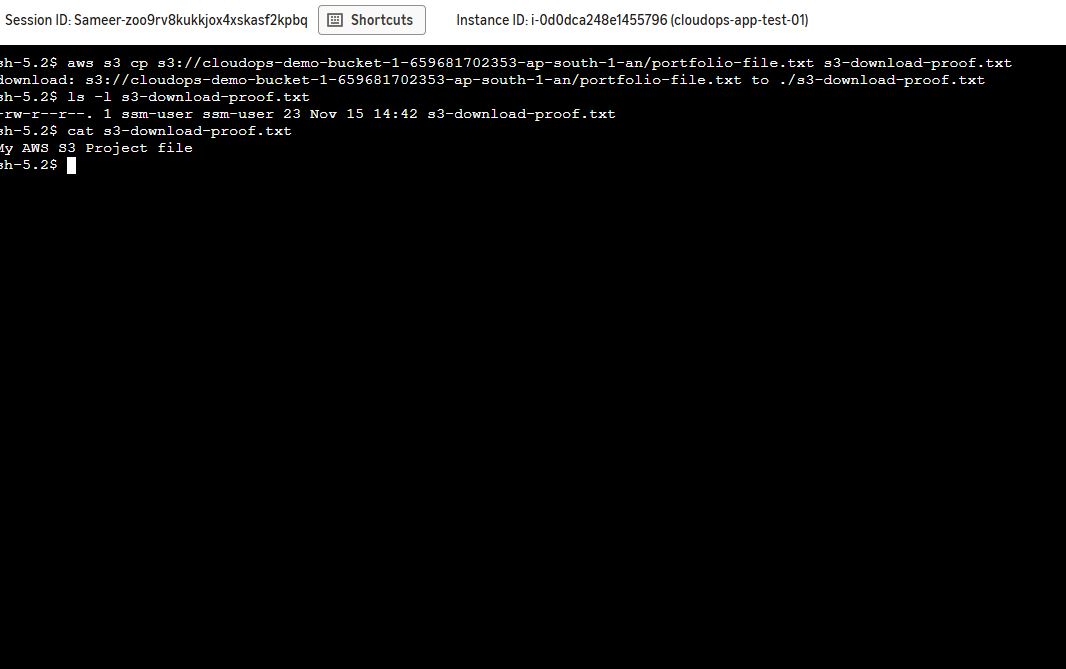 Session ID: Sameer-zoo9rv8kukkjox4xskasf2kpbq Shortcuts Instance ID: i-0d0dca248e1455796 (cloudops-app-test-01)
sh-5.2$ aws s3 cp s3://cloudops-demo-bucket-1-659681702353-ap-south-1-an/portfolio-file.txt s3-download-proof.txt
download: s3://cloudops-demo-bucket-1-659681702353-ap-south-1-an/portfolio-file.txt to ./s3-download-proof.txt
sh-5.2$ ls -l s3-download-proof.txt
-rw-r--r--. 1 ssm-user ssm-user 23 Nov 15 14:42 s3-download-proof.txt
sh-5.2$ cat s3-download-proof.txt
My AWS S3 Project file
sh-5.2$